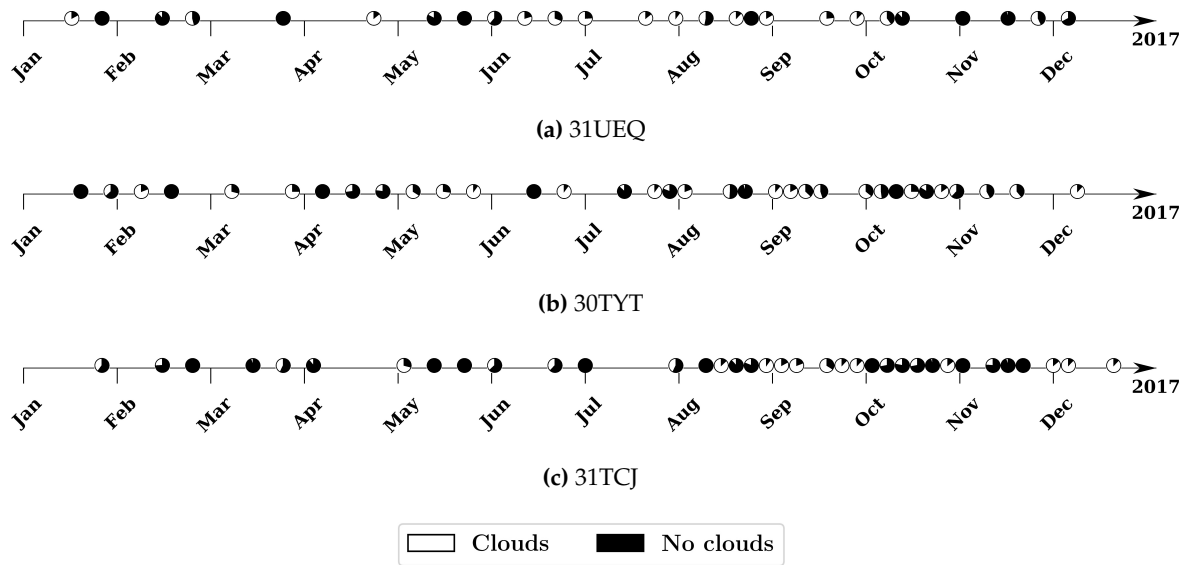 2017
Jan Feb Mar Apr May Jun Jul Aug Sep Oct Nov Dec
(a) 31UEQ
2017
Jan Feb Mar Apr May Jun Jul Aug Sep Oct Nov Dec
(b) 30TYT
2017
Jan Feb Mar Apr May Jun Jul Aug Sep Oct Nov Dec
(c) 31TCJ
Clouds No clouds